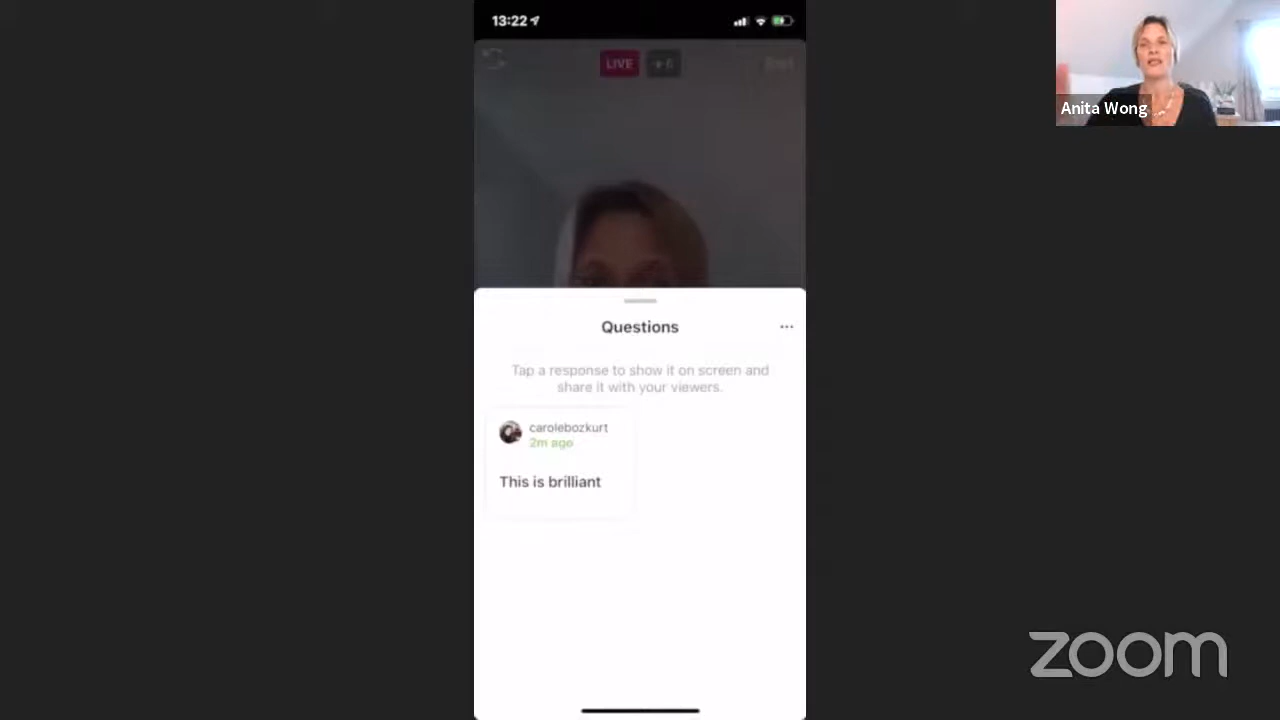 13:22
LIVE
6
Anita Wong
Questions
Tap a response to show it on screen and
share it with your viewers.
carolebozkurt
2m ago
This is brilliant
zoom